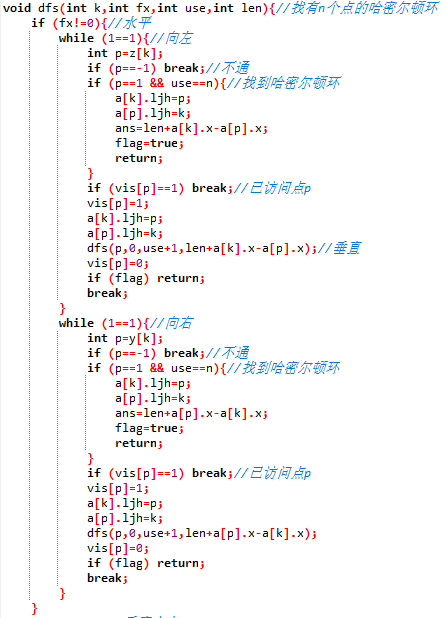 void dfs(int k,int fx,int use,int len){//找有n个点的哈密尔顿环
    if (fx!=0){//水平
        while (1==1){//向左
            int p=z[k];
            if (p==-1) break;//不通
            if (p==1 && use==n){//找到哈密尔顿环
                a[k].ljh=p;
                a[p].ljh=k;
                ans=len+a[k].x-a[p].x;
                flag=true;
                return;
            }
            if (vis[p]==1) break;//已访问点p
            vis[p]=1;
            a[k].ljh=p;
            a[p].ljh=k;
            dfs(p,0,use+1,len+a[k].x-a[p].x);//垂直
            vis[p]=0;
            if (flag) return;
            break;
        }
        while (1==1){//向右
            int p=y[k];
            if (p==-1) break;//不通
            if (p==1 && use==n){//找到哈密尔顿环
                a[k].ljh=p;
                a[p].ljh=k;
                ans=len+a[p].x-a[k].x;
                flag=true;
                return;
            }
            if (vis[p]==1) break;//已访问点p
            vis[p]=1;
            a[k].ljh=p;
            a[p].ljh=k;
            dfs(p,0,use+1,len+a[p].x-a[k].x);
            vis[p]=0;
            if (flag) return;
            break;
        }
    }